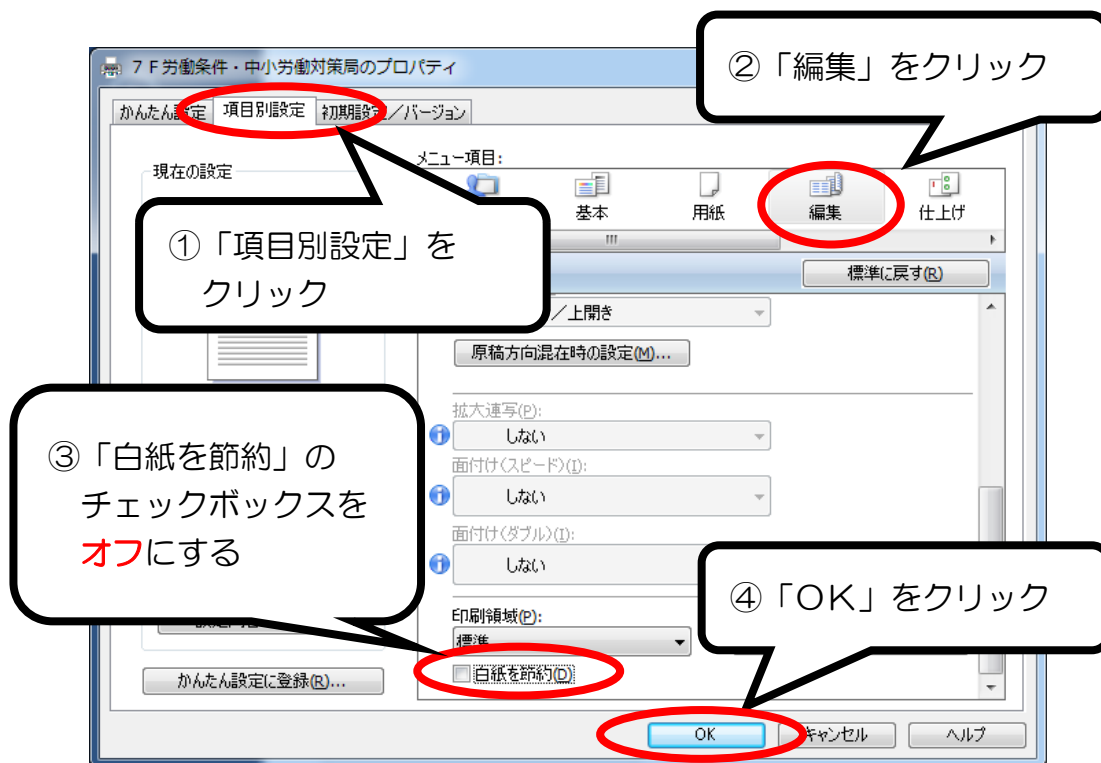 7F労働条件・中小労働対策局のプロパティ
②「編集」をクリック
かんたん設定
項目別設定
初期設定/バージョン
現在の設定
メニュー項目:
基本
用紙
編集
仕上げ
①「項目別設定」を
クリック
標準に戻す(R)
/上開き
原稿方向混在時の設定(M)...
拡大連写(P):
しない
面付け(スピード)(I):
しない
面付け(ダブル)(I):
しない
③「白紙を節約」の
チェックボックスを
オフにする
④「OK」をクリック
印刷領域(P):
標準
白紙を節約(D)
かんたん設定に登録(R)...
OK
キャンセル
ヘルプ